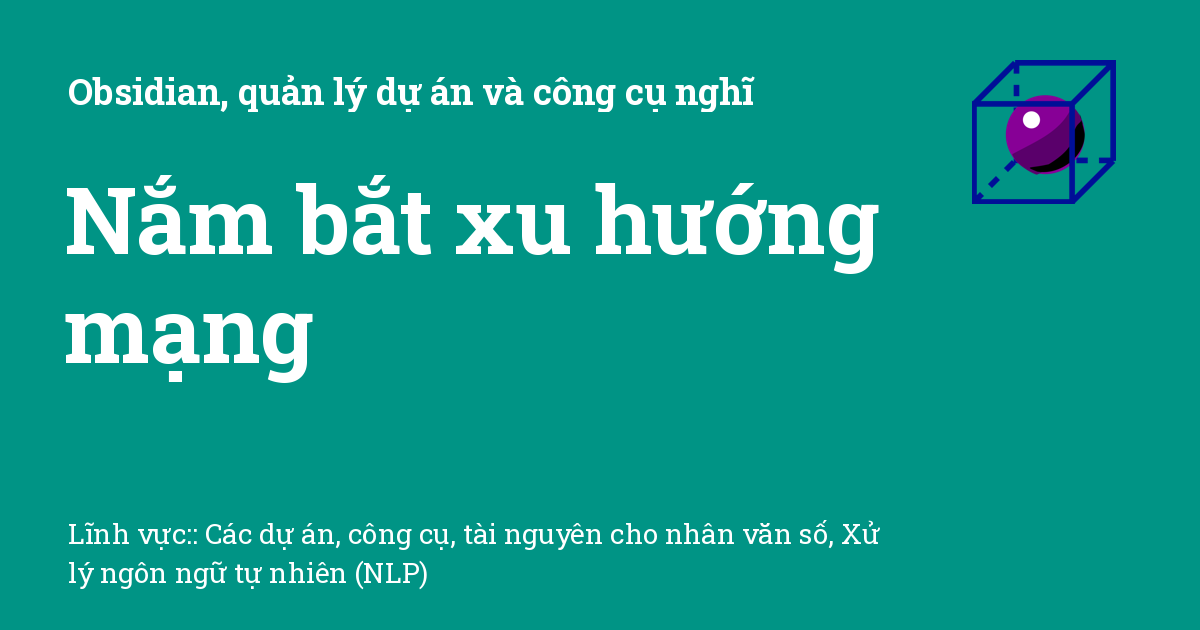 Obsidian, quản lý dự án và công cụ nghĩ
Nắm bắt xu hướng
mạng
Lĩnh vực:: Các dự án, công cụ, tài nguyên cho nhân văn số, Xử
lý ngôn ngữ tự nhiên (NLP)